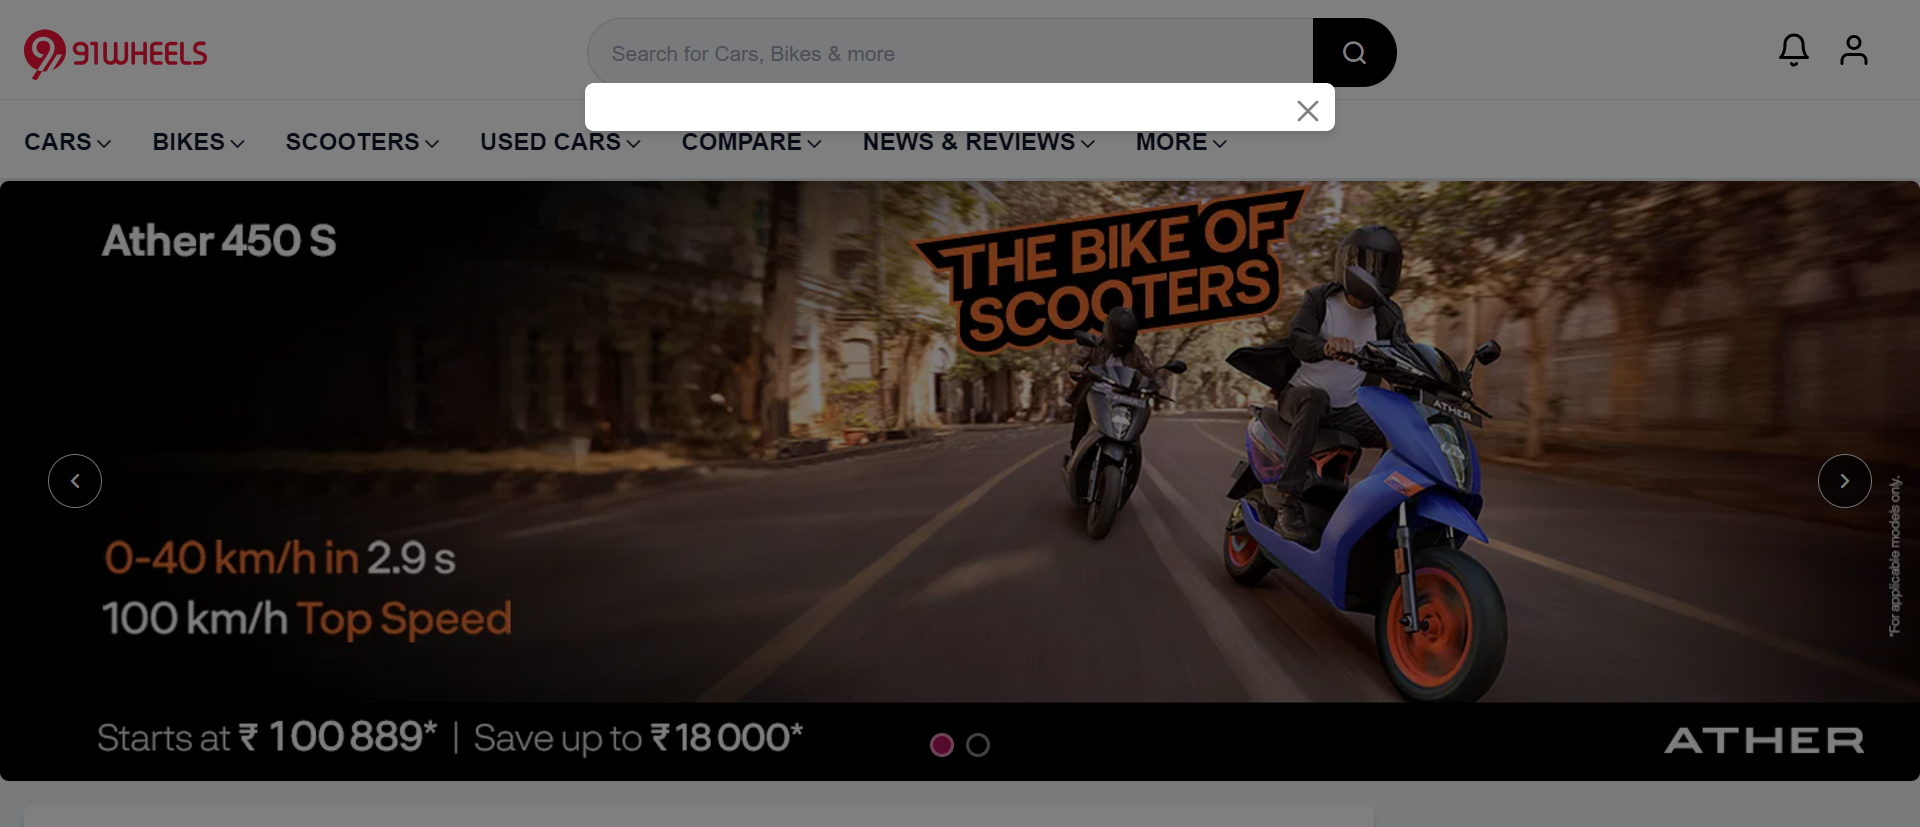 91WHEELS
Search for Cars, Bikes & more
CARS BIKES SCOOTERS USED CARS COMPARE NEWS & REVIEWS MORE
Ather 450 S
THE BIKE OF
SCOOTERS
ATHER
ATHER
0-40 km/h in 2.9 s
100 km/h Top Speed
*For applicable models only.
Starts at ₹ 100 889* | Save up to ₹ 18 000*
ATHER